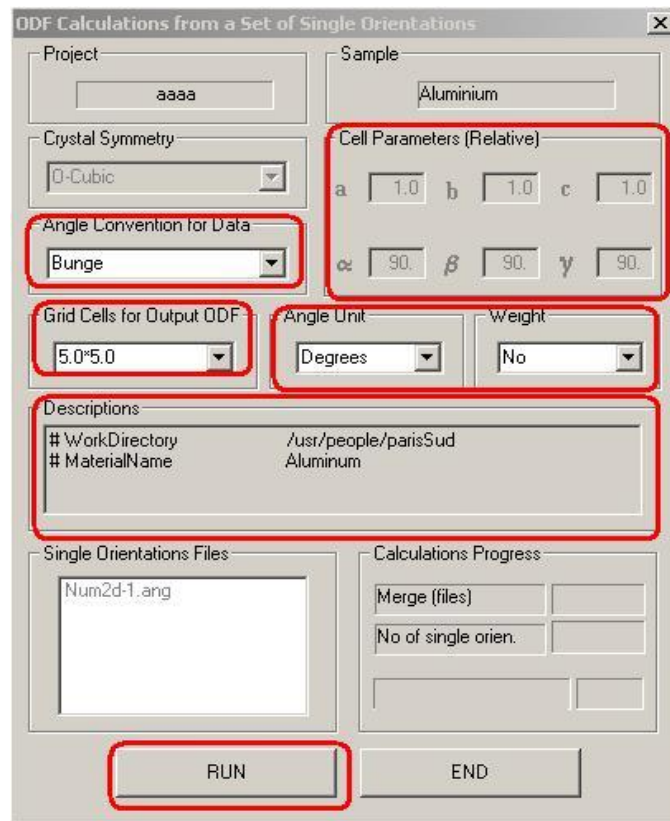 ODF Calculations from a Set of Single Orientations
Project
aaaa
Sample
Aluminium
Crystal Symmetry
O-Cubic
Cell Parameters (Relative)
a 1.0 b 1.0 c 1.0
α 90. β 90. γ 90.
Angle Convention for Data
Bunge
Grid Cells for Output ODF
5.0*5.0
Angle Unit
Degrees
Weight
No
Descriptions
# WorkDirectory /usr/people/parisSud
# MaterialName Aluminum
Single Orientations Files
Num2d-1.ang
Calculations Progress
Merge (files)
No of single orien.
RUN
END